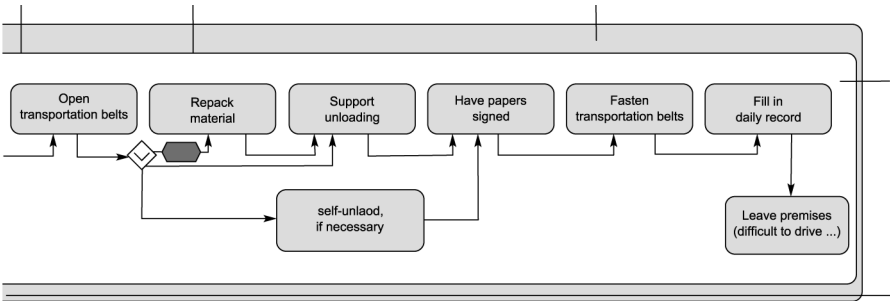 Open
transportation belts
Repack
material
Support
unloading
Have papers
signed
Fasten
transportation belts
Fill in
daily record
self-unlaod,
if necessary
Leave premises
(difficult to drive ...)